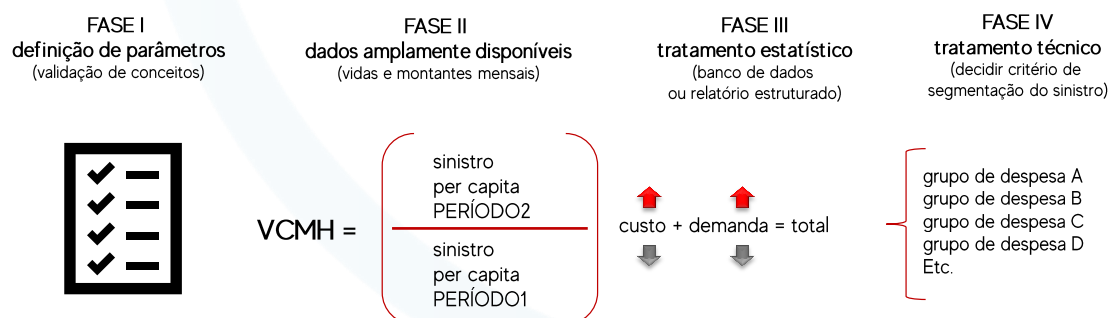 FASE I
definição de parâmetros
(validação de conceitos)
FASE II
dados amplamente disponíveis
(vidas e montantes mensais)
FASE III
tratamento estatístico
(banco de dados
ou relatório estruturado)
FASE IV
tratamento técnico
(decidir critério de
segmentação do sinistro)
VCMH =
sinistro
per capita
PERÍODO2
sinistro
per capita
PERÍODO1
custo + demanda = total
grupo de despesa A
grupo de despesa B
grupo de despesa C
grupo de despesa D
Etc.